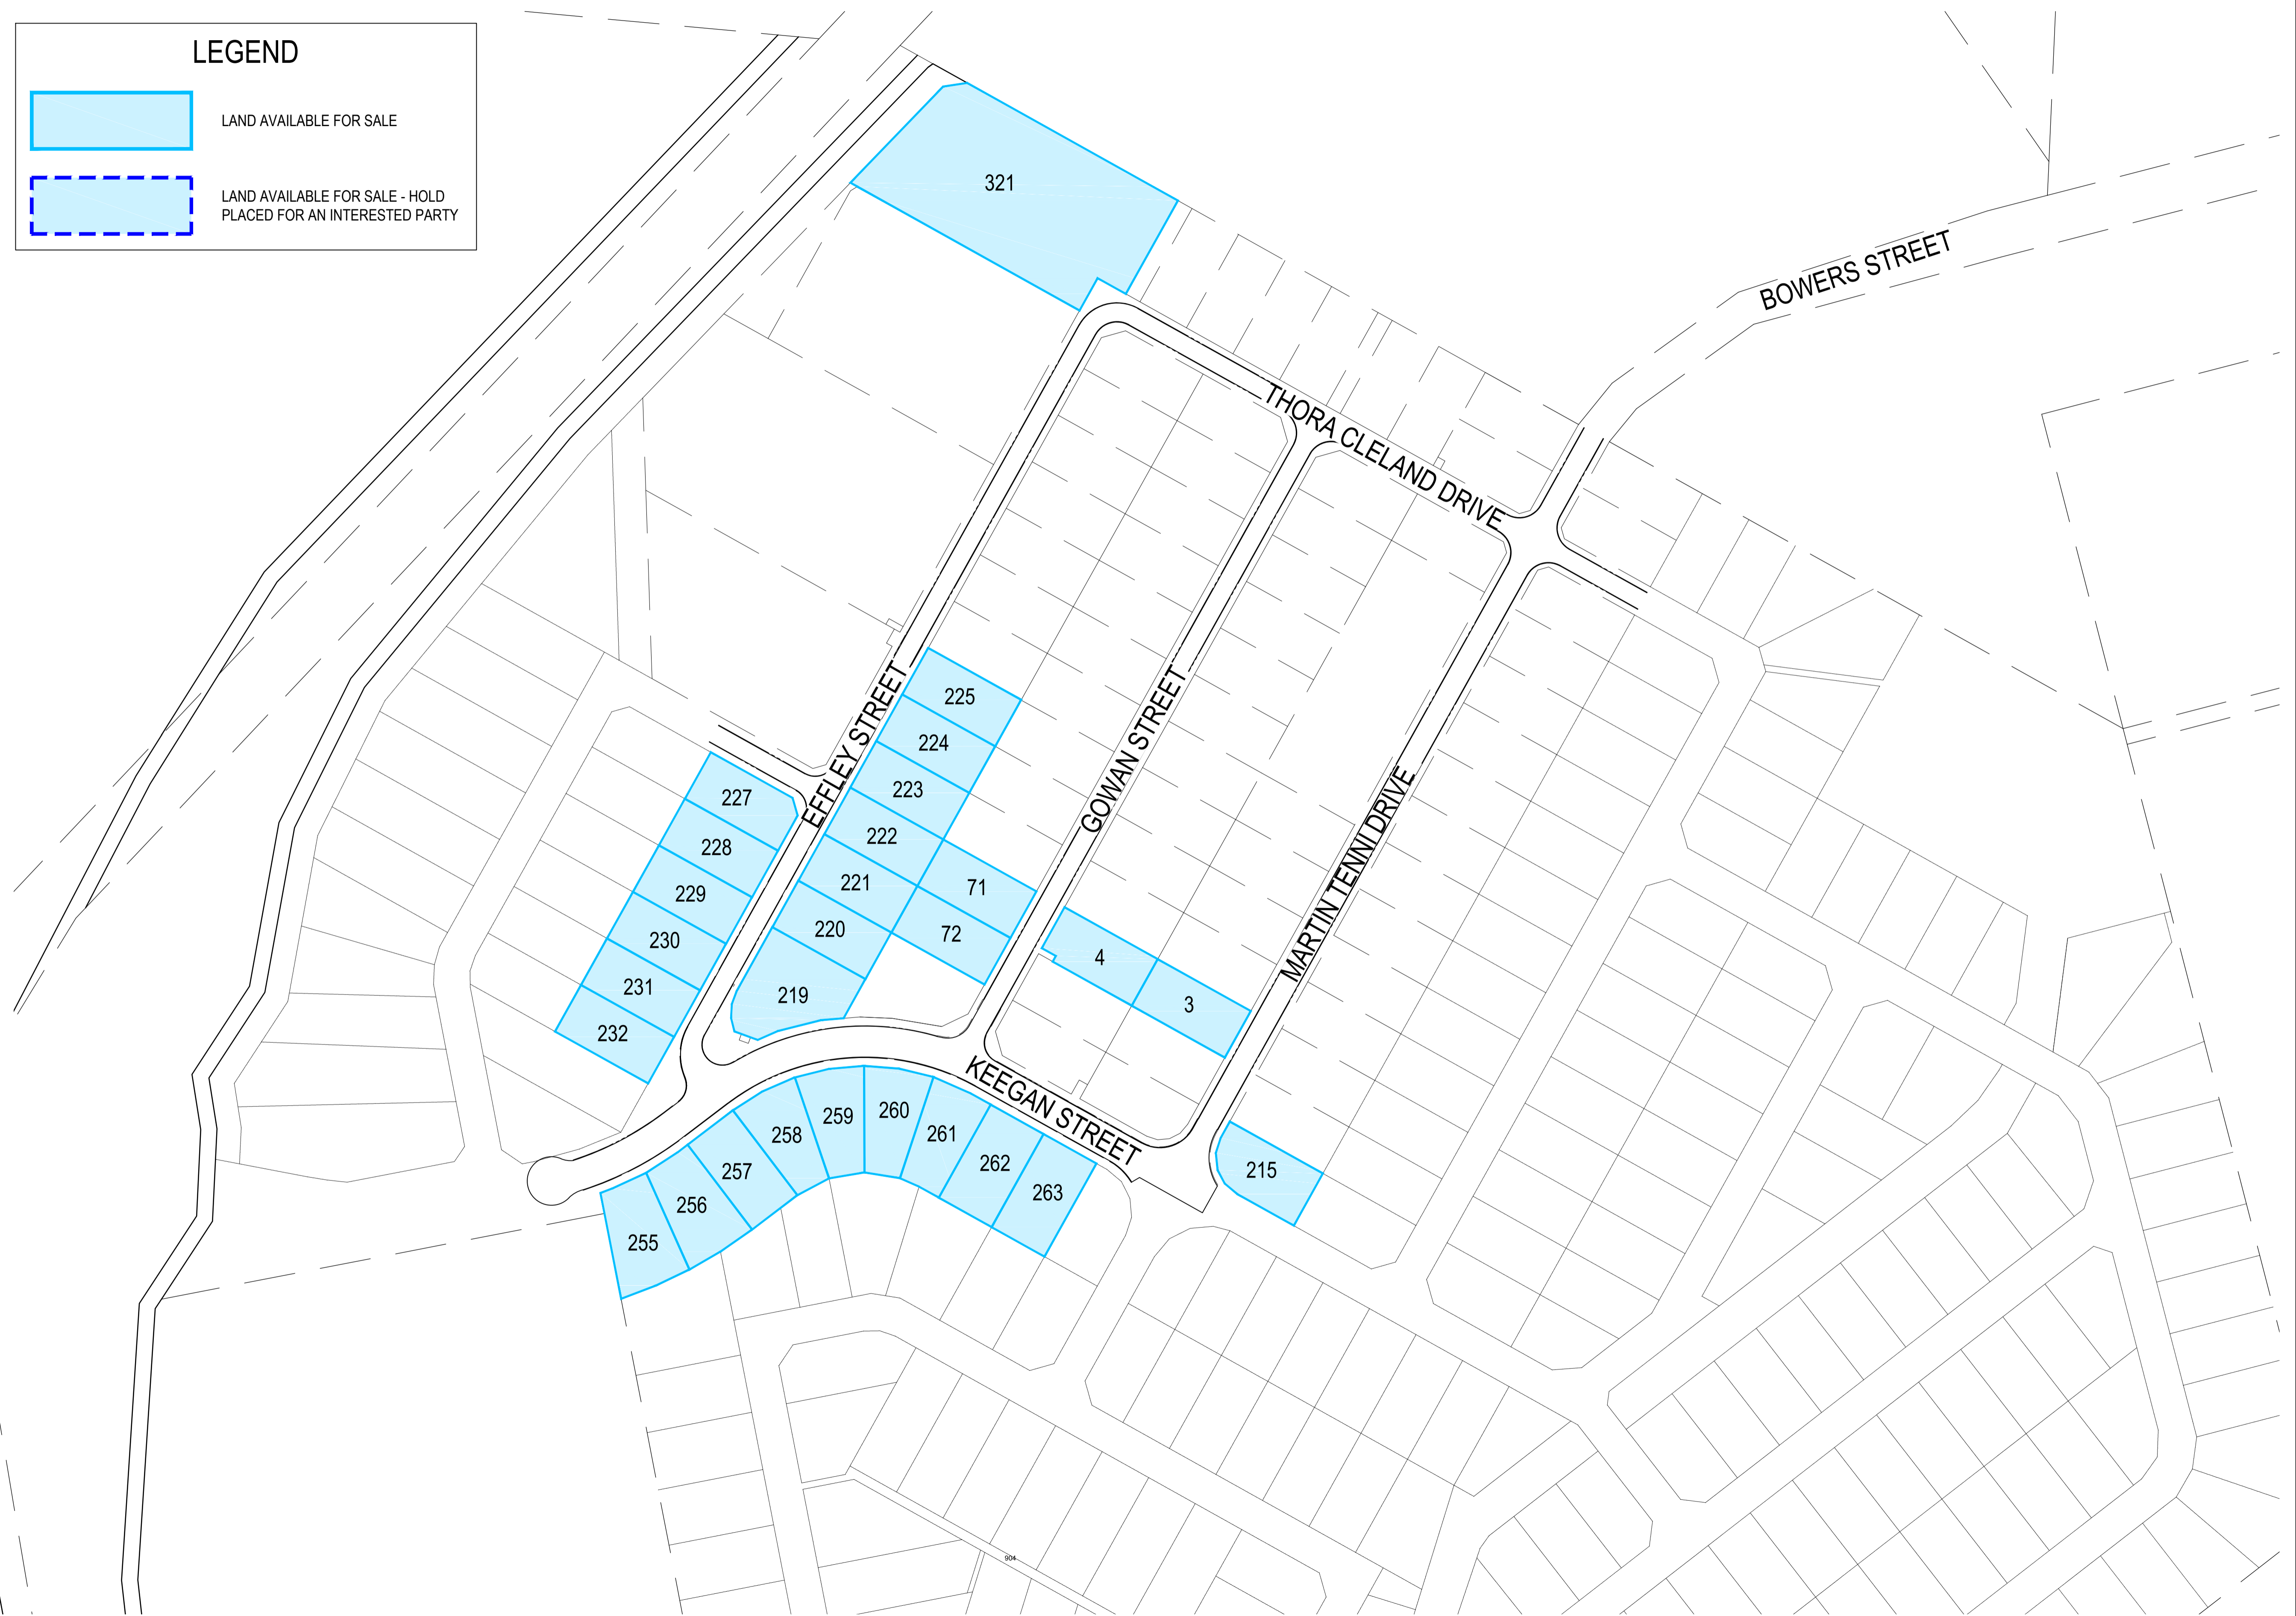 LEGEND
LAND AVAILABLE FOR SALE
LAND AVAILABLE FOR SALE - HOLD
PLACED FOR AN INTERESTED PARTY
321
BOWERS STREET
THORA CLELAND DRIVE
EFFLEY STREET
GOWAN STREET
MARTIN TENNI DRIVE
KEEGAN STREET
225
224
223
222
221
220
219
71
72
227
228
229
230
231
232
4
3
215
255
256
257
258
259
260
261
262
263
904